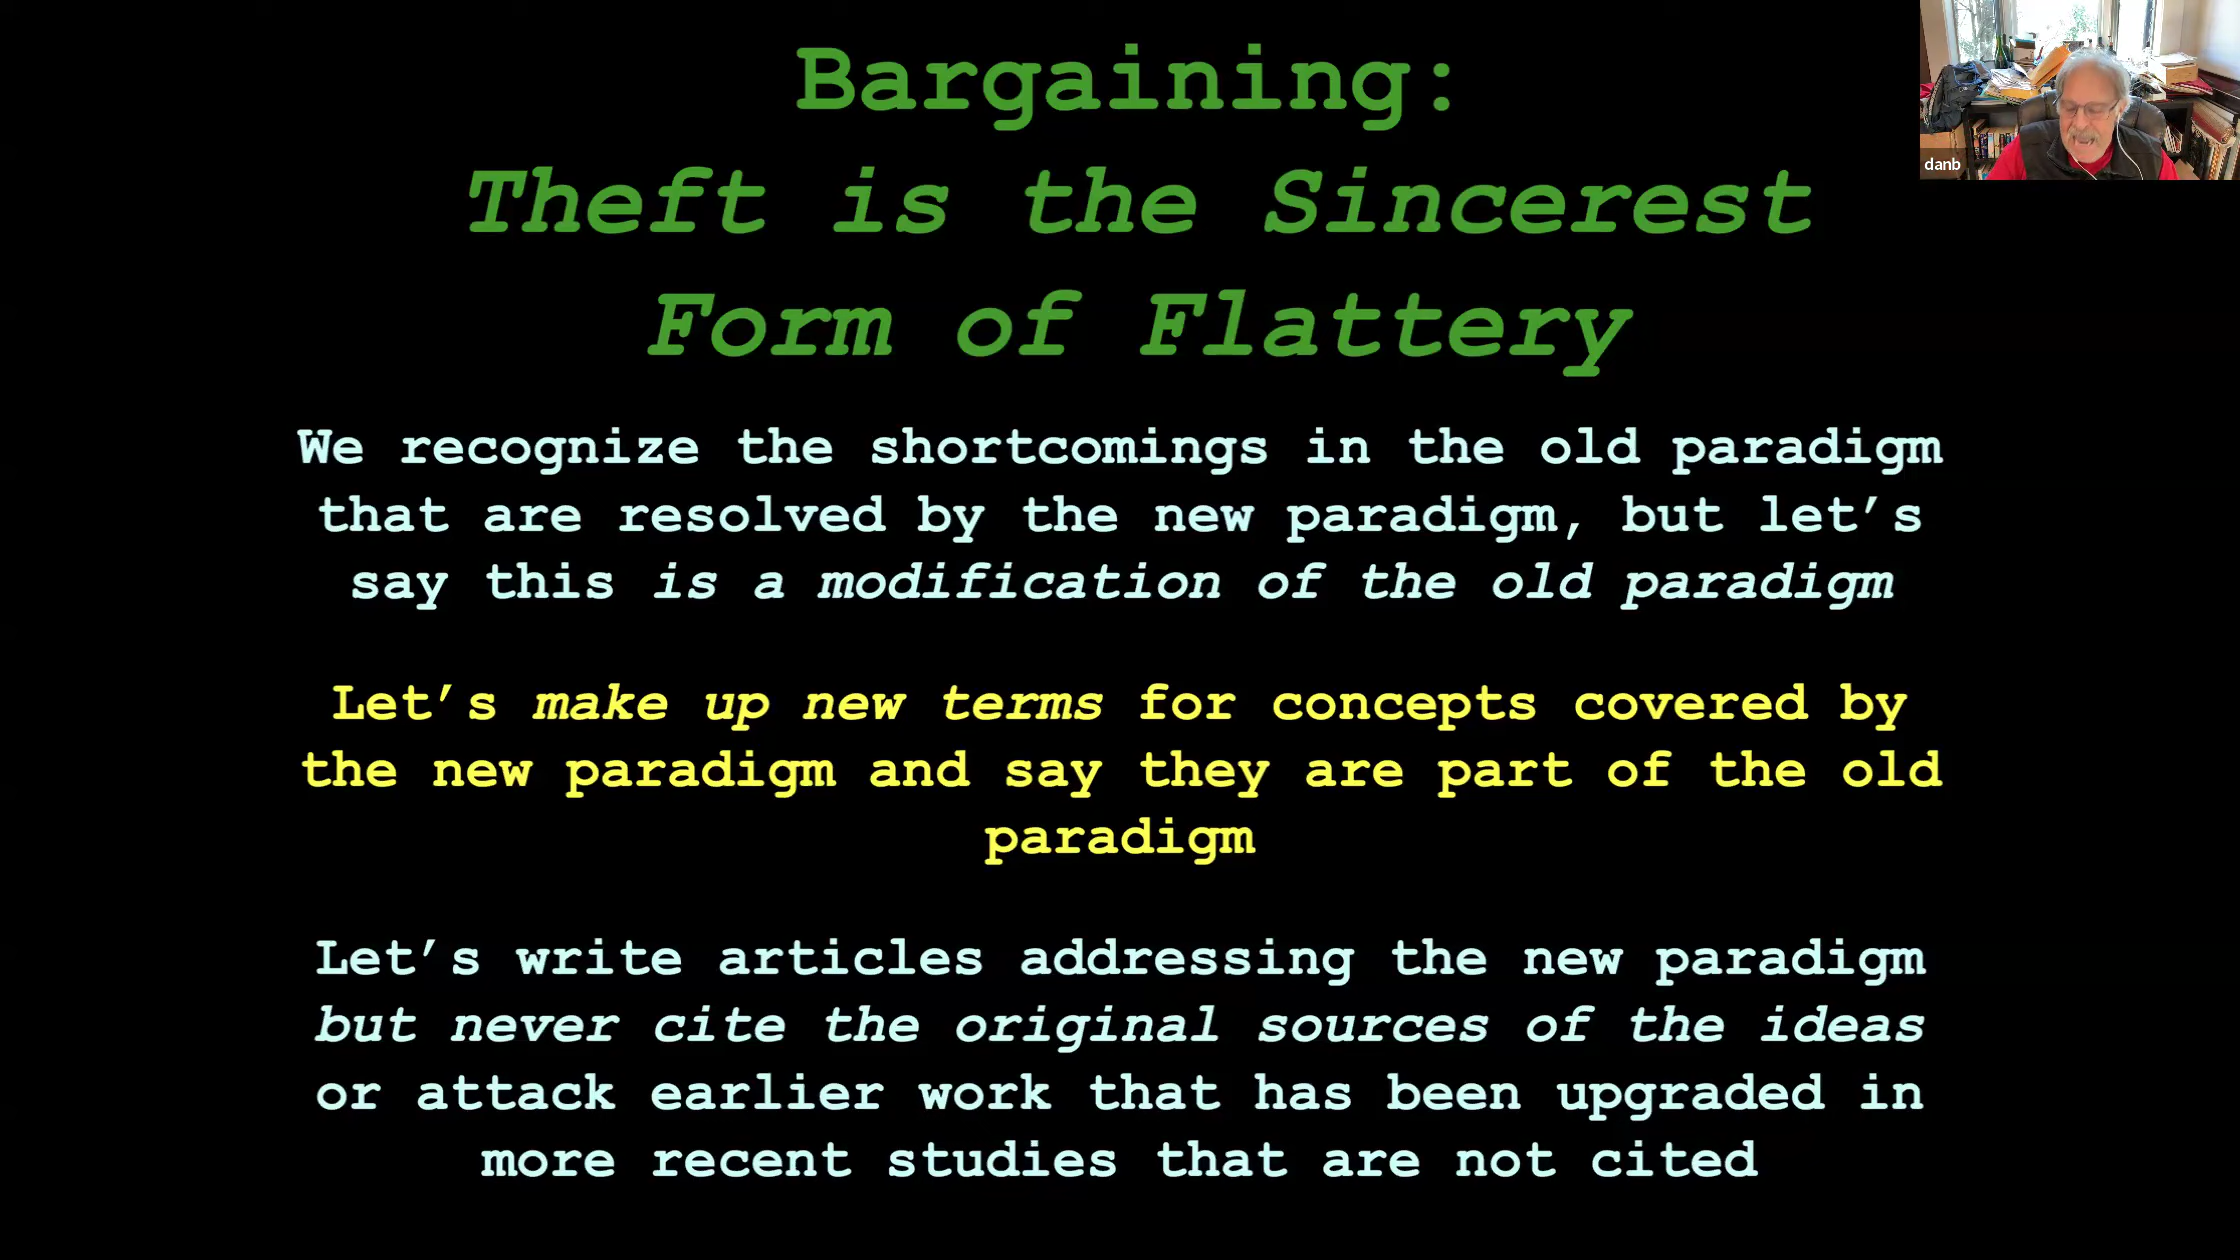 Bargaining:
Theft is the Sincerest
Form of Flattery
We recognize the shortcomings in the old paradigm
that are resolved by the new paradigm, but let’s
say this is a modification of the old paradigm
Let’s make up new terms for concepts covered by
the new paradigm and say they are part of the old
paradigm
Let’s write articles addressing the new paradigm
but never cite the original sources of the ideas
or attack earlier work that has been upgraded in
more recent studies that are not cited
danb